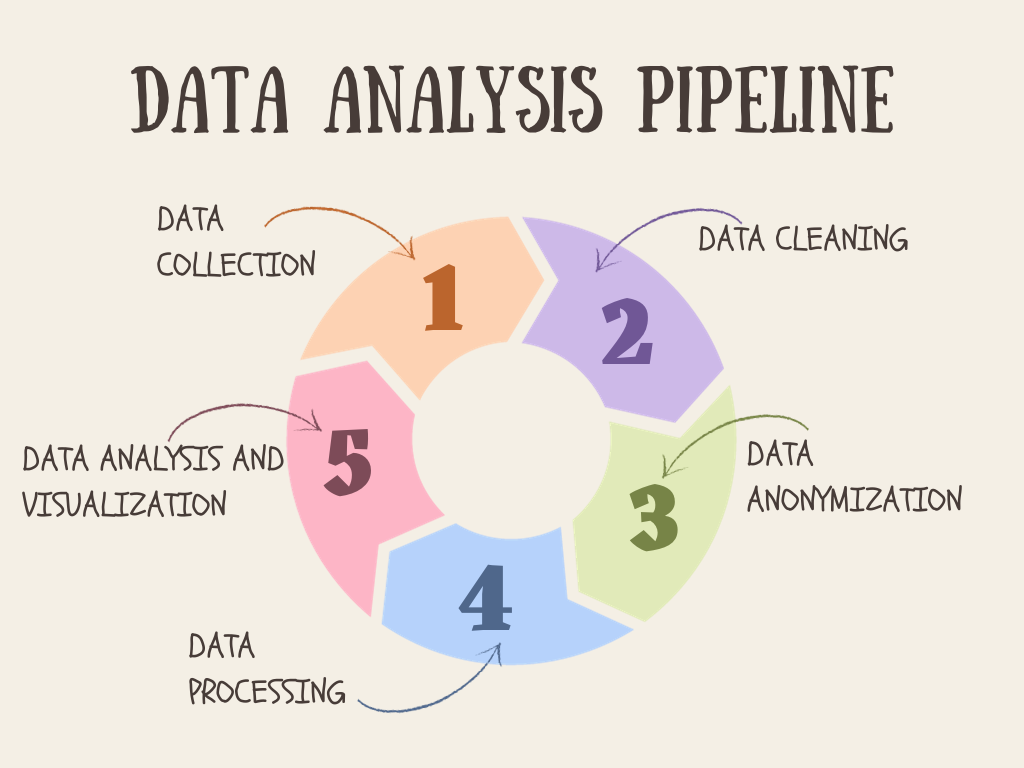 DATA ANALYSIS PIPELINE
DATA
COLLECTION
1
DATA CLEANING
2
DATA
ANONYMIZATION
3
DATA
PROCESSING
4
DATA ANALYSIS AND
VISUALIZATION
5